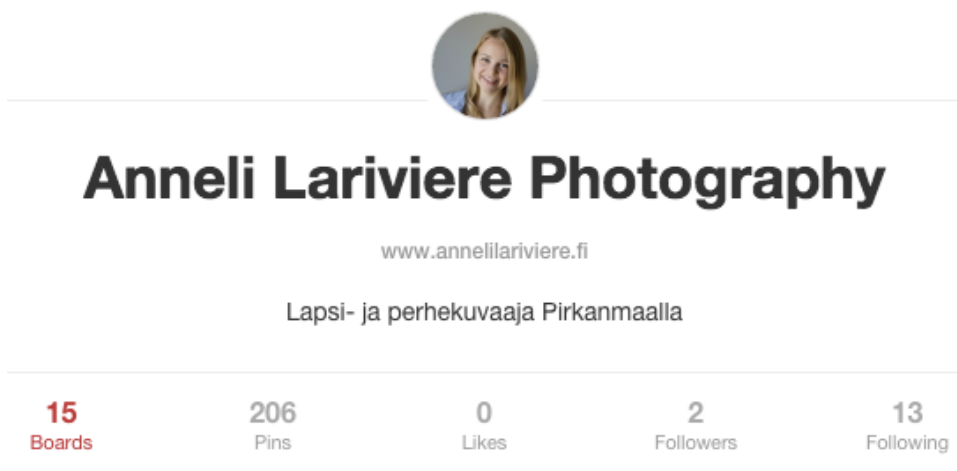 Anneli Lariviere Photography
www.annelilariviere.fi
Lapsi- ja perhekuvaaja Pirkanmaalla
15 206 0 2 13
Boards Pins Likes Followers Following